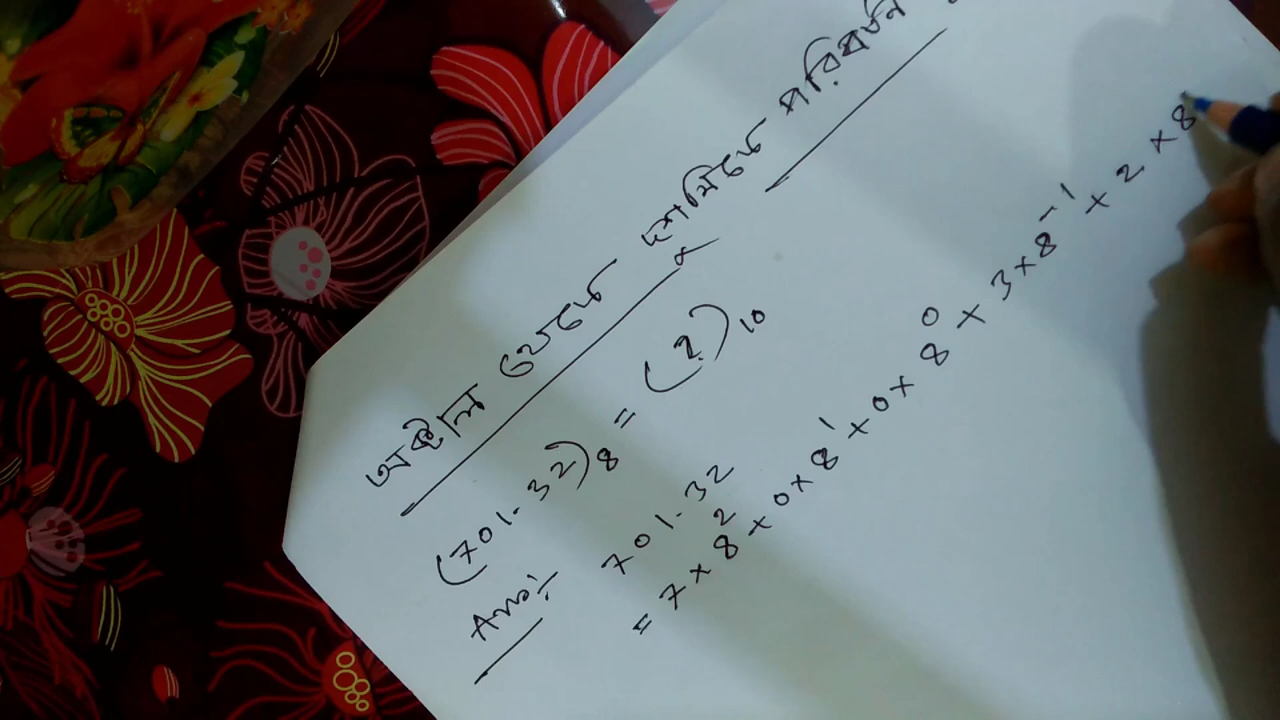 অক্টাল থেকে দশমিকে পরিবর্তন
(701.32)8 = (?)10
Ans: 701.32
= 7 x 8² x 0 x 8¹ x 0 x 8⁰ x 3 x 8⁻¹ x 2 x 8